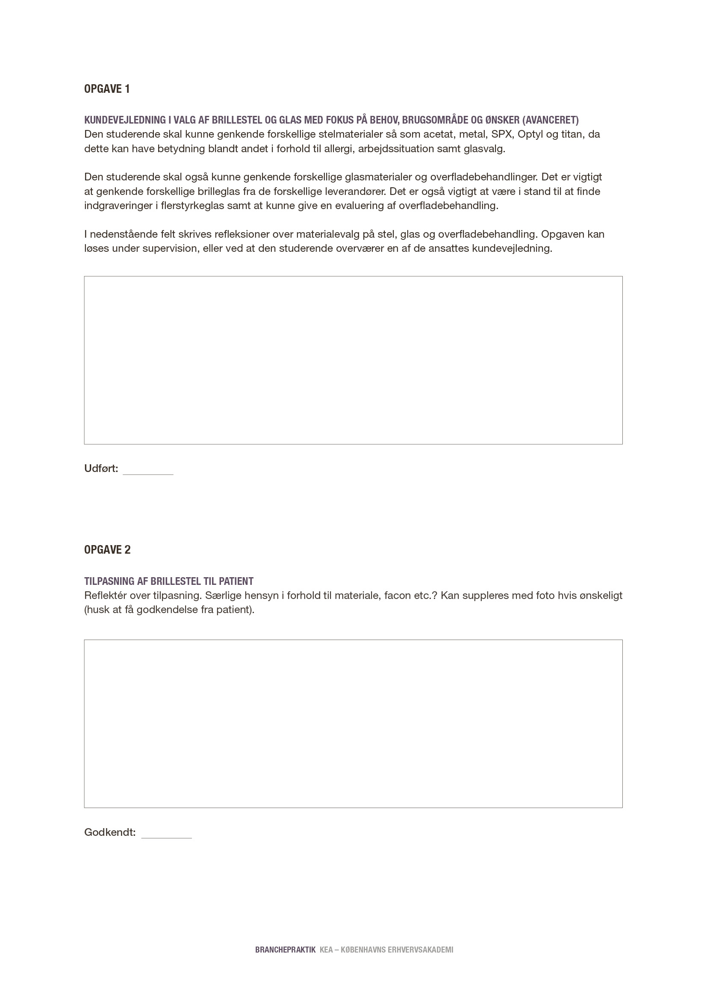 OPGAVE 1
KUNDEVEJLEDNING I VALG AF BRILLESTEL OG GLAS MED FOKUS PÅ BEHOV, BRUGSOMRÅDE OG ØNSKER (AVANCERET)
Den studerende skal kunne genkende forskellige stelmaterialer så som acetat, metal, SPX, Optyl og titan, da
dette kan have betydning blandt andet i forhold til allergi, arbejdssituation samt glasvalg.
Den studerende skal også kunne genkende forskellige glasmaterialer og overfladebehandlinger. Det er vigtigt
at genkende forskellige brilleglas fra de forskellige leverandører. Det er også vigtigt at være i stand til at finde
indgraveringer i flerstyrkeglas samt at kunne give en evaluering af overfladebehandling.
I nedenstående felt skrives refleksioner over materialevalg på stel, glas og overfladebehandling. Opgaven kan
løses under supervision, eller ved at den studerende overværer en af de ansattes kundevejledning.
Udført: _________
OPGAVE 2
TILPASNING AF BRILLESTEL TIL PATIENT
Reflektér over tilpasning. Særlige hensyn i forhold til materiale, facon etc.? Kan suppleres med foto hvis ønskeligt
(husk at få godkendelse fra patient).
Godkendt: _________
BRANCHEPRAKTIK KEA – KØBENHAVNS ERHVERVSAKADEMI